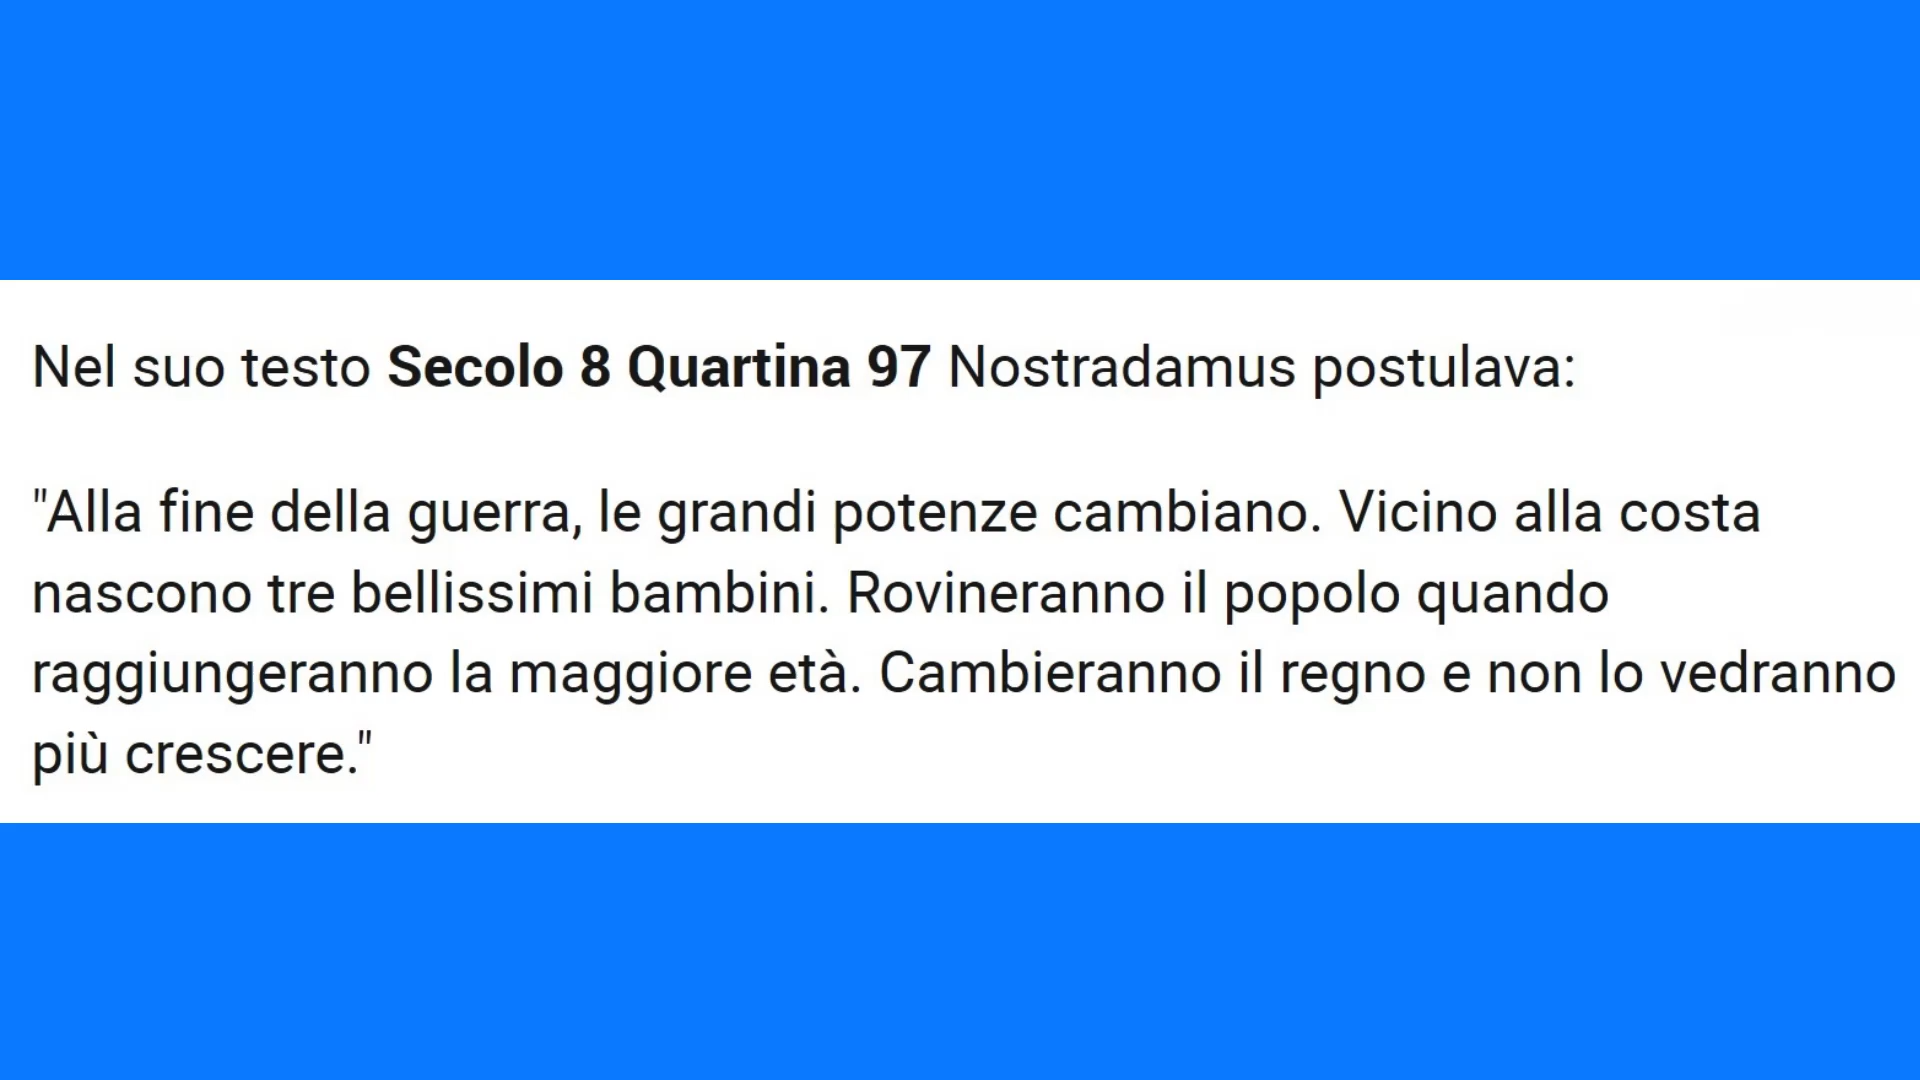 Nel suo testo Secolo 8 Quartina 97 Nostradamus postulava:
"Alla fine della guerra, le grandi potenze cambiano. Vicino alla costa
nascono tre bellissimi bambini. Rovineranno il popolo quando
raggiungeranno la maggiore età. Cambieranno il regno e non lo vedranno
più crescere."